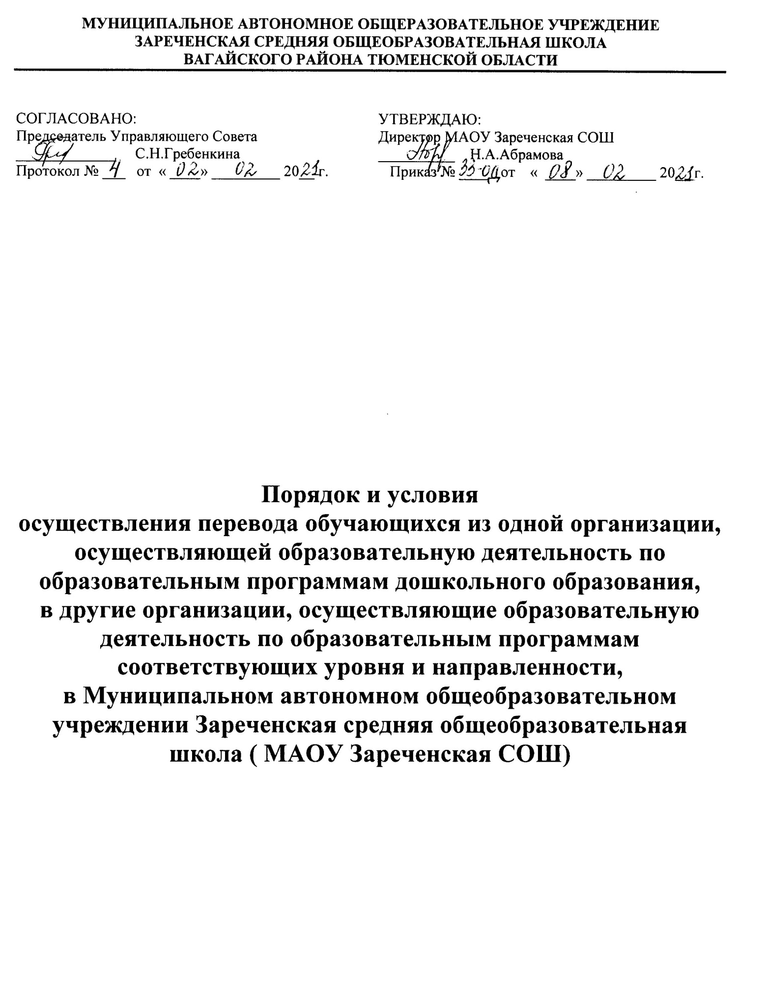 МУНИЦИПАЛЬНОЕ АВТОНОМНОЕ ОБЩЕРАЗОВАТЕЛЬНОЕ УЧРЕЖДЕНИЕ
ЗАРЕЧЕНСКАЯ СРЕДНЯЯ ОБЩЕОБРАЗОВАТЕЛЬНАЯ ШКОЛА
ВАГАЙСКОГО РАЙОНА ТЮМЕНСКОЙ ОБЛАСТИ
СОГЛАСОВАНО:
Председатель Управляющего Совета
С.Н.Гребенкина
Протокол № 4 от « 02 » 02 2021г.
УТВЕРЖДАЮ:
Директор МАОУ Зареченская СОШ
Н.А.Абрамова
Приказ № 33-ОД от « 08 » 02 2021г.
Порядок и условия
осуществления перевода обучающихся из одной организации,
осуществляющей образовательную деятельность по
образовательным программам дошкольного образования,
в другие организации, осуществляющие образовательную
деятельность по образовательным программам
соответствующих уровня и направленности,
в Муниципальном автономном общеобразовательном
учреждении Зареченская средняя общеобразовательная
школа ( МАОУ Зареченская СОШ)